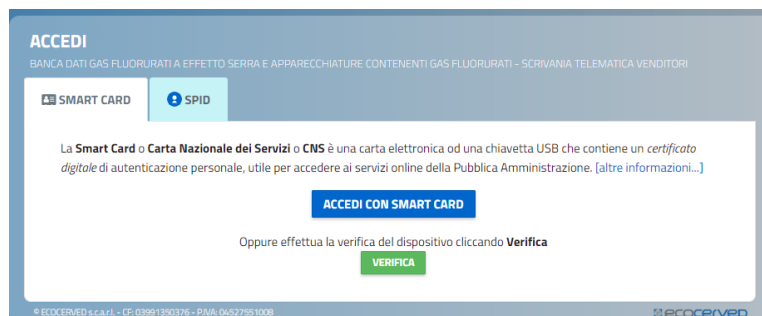 ACCEDI
BANCA DATI GAS FLUORURATI A EFFETTO SERRA E APPARECCHIATURE CONTENENTI GAS FLUORURATI - SCRIVANIA TELEMATICA VENDITORI
SMART CARD
SPID
La Smart Card o Carta Nazionale dei Servizi o CNS è una carta elettronica od una chiavetta USB che contiene un certificato
digitale di autenticazione personale, utile per accedere ai servizi online della Pubblica Amministrazione. [altre informazioni...]
ACCEDI CON SMART CARD
Oppure effettua la verifica del dispositivo cliccando Verifica
VERIFICA
© ECOCERVED s.c.a r.l. - CF: 03991350376 - P.IVA: 04527551008
ecocerved